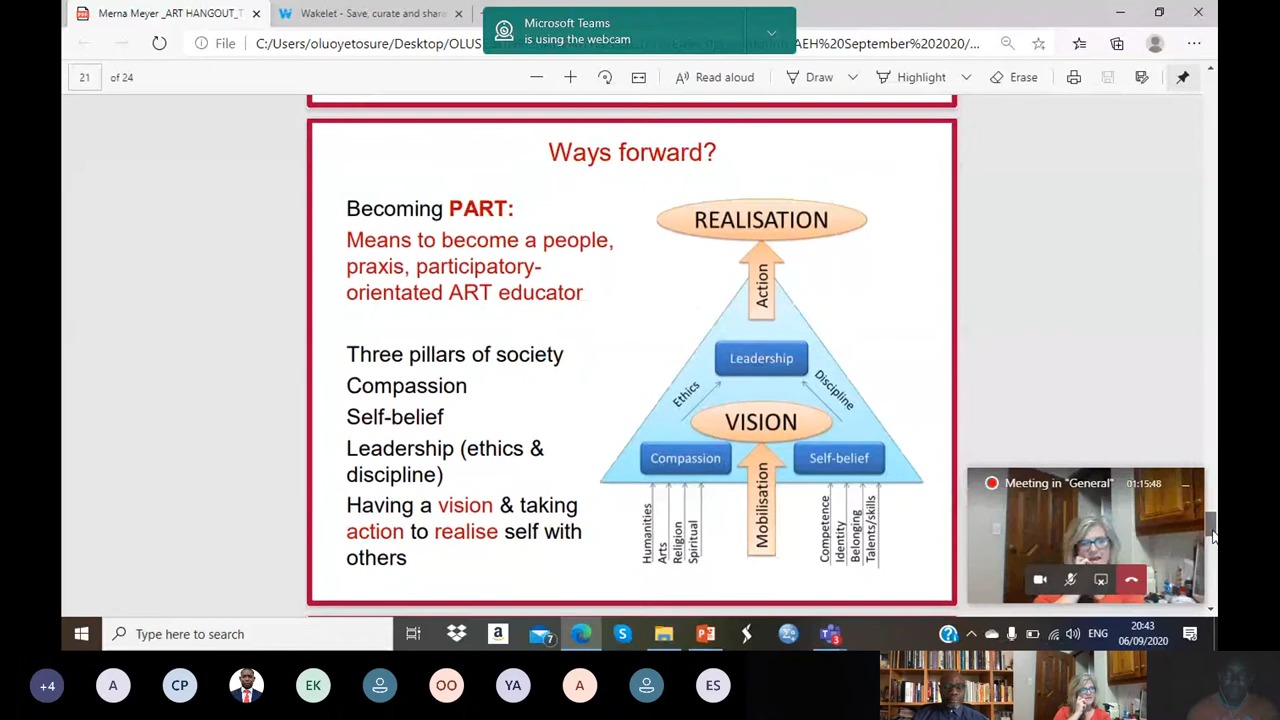 Merna Meyer _ART HANGOUT_T
Wakelet - Save, curate and shar
Microsoft Teams
is using the webcam
File
C:/Users/oluoyetosure/Desktop/OLUS_
AEH%20September%202020/...
21 of 24
Read aloud
Draw
Highlight
Erase
Ways forward?
Becoming PART:
Means to become a people,
praxis, participatory-
orientated ART educator
Three pillars of society
Compassion
Self-belief
Leadership (ethics &
discipline)
Having a vision & taking
action to realise self with
others
REALISATION
Action
Leadership
Ethics
Discipline
VISION
Compassion
Self-belief
Mobilisation
Humanities
Arts
Religion
Spiritual
Competence
Identity
Belonging
Talents/skills
Meeting in "General"
01:15:48
Type here to search
7
3
ENG
20:43
06/09/2020
+4
A
CP
EK
OO
YA
A
ES